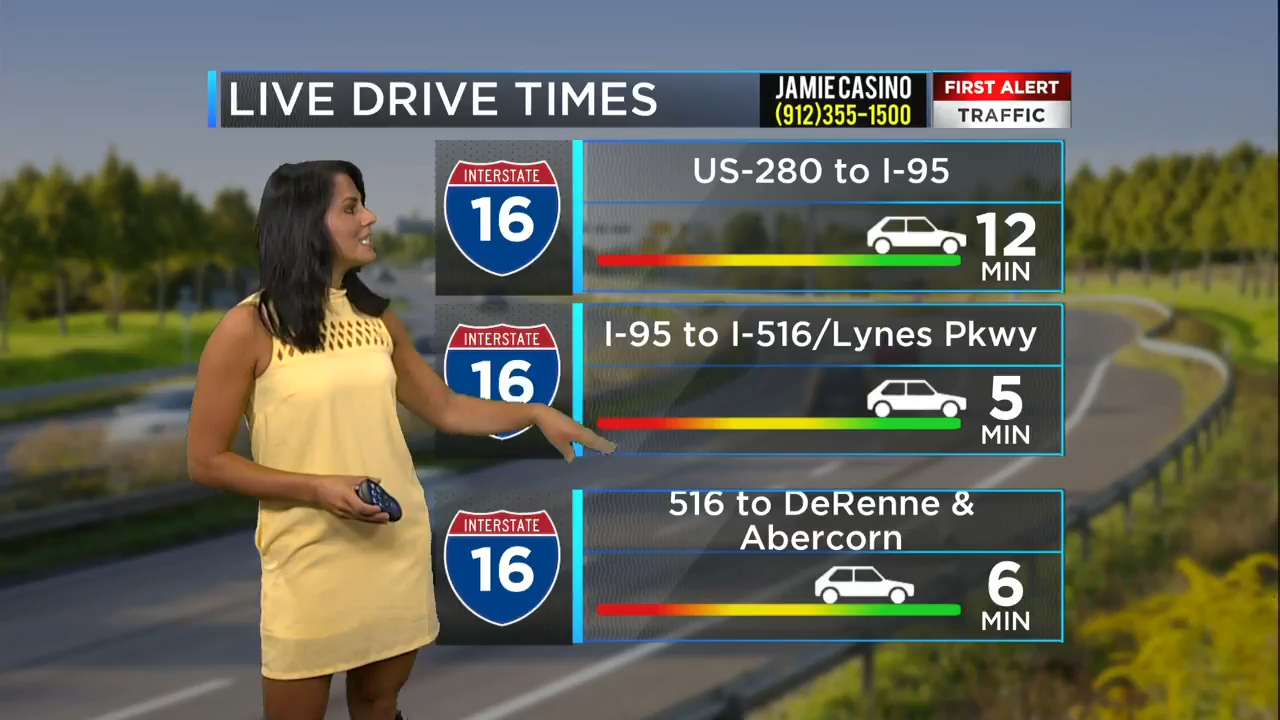 LIVE DRIVE TIMES
JAMIE CASINO
(912)355-1500
FIRST ALERT
TRAFFIC
INTERSTATE
16
US-280 to I-95
12
MIN
INTERSTATE
16
I-95 to I-516/Lynes Pkwy
5
MIN
INTERSTATE
16
516 to DeRenne &
Abercorn
6
MIN